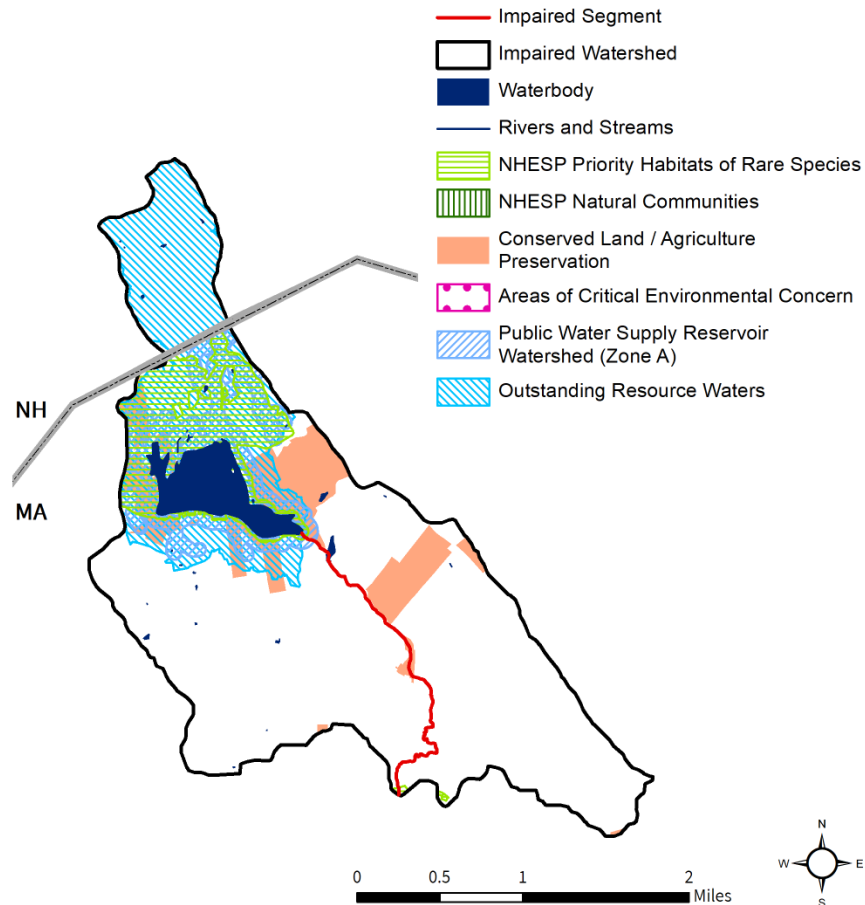 Impaired Segment
Impaired Watershed
Waterbody
Rivers and Streams
NHESP Priority Habitats of Rare Species
NHESP Natural Communities
Conserved Land / Agriculture
Preservation
Areas of Critical Environmental Concern
Public Water Supply Reservoir
Watershed (Zone A)
Outstanding Resource Waters
NH
MA
0 0.5 1 2
Miles
N
W E
S